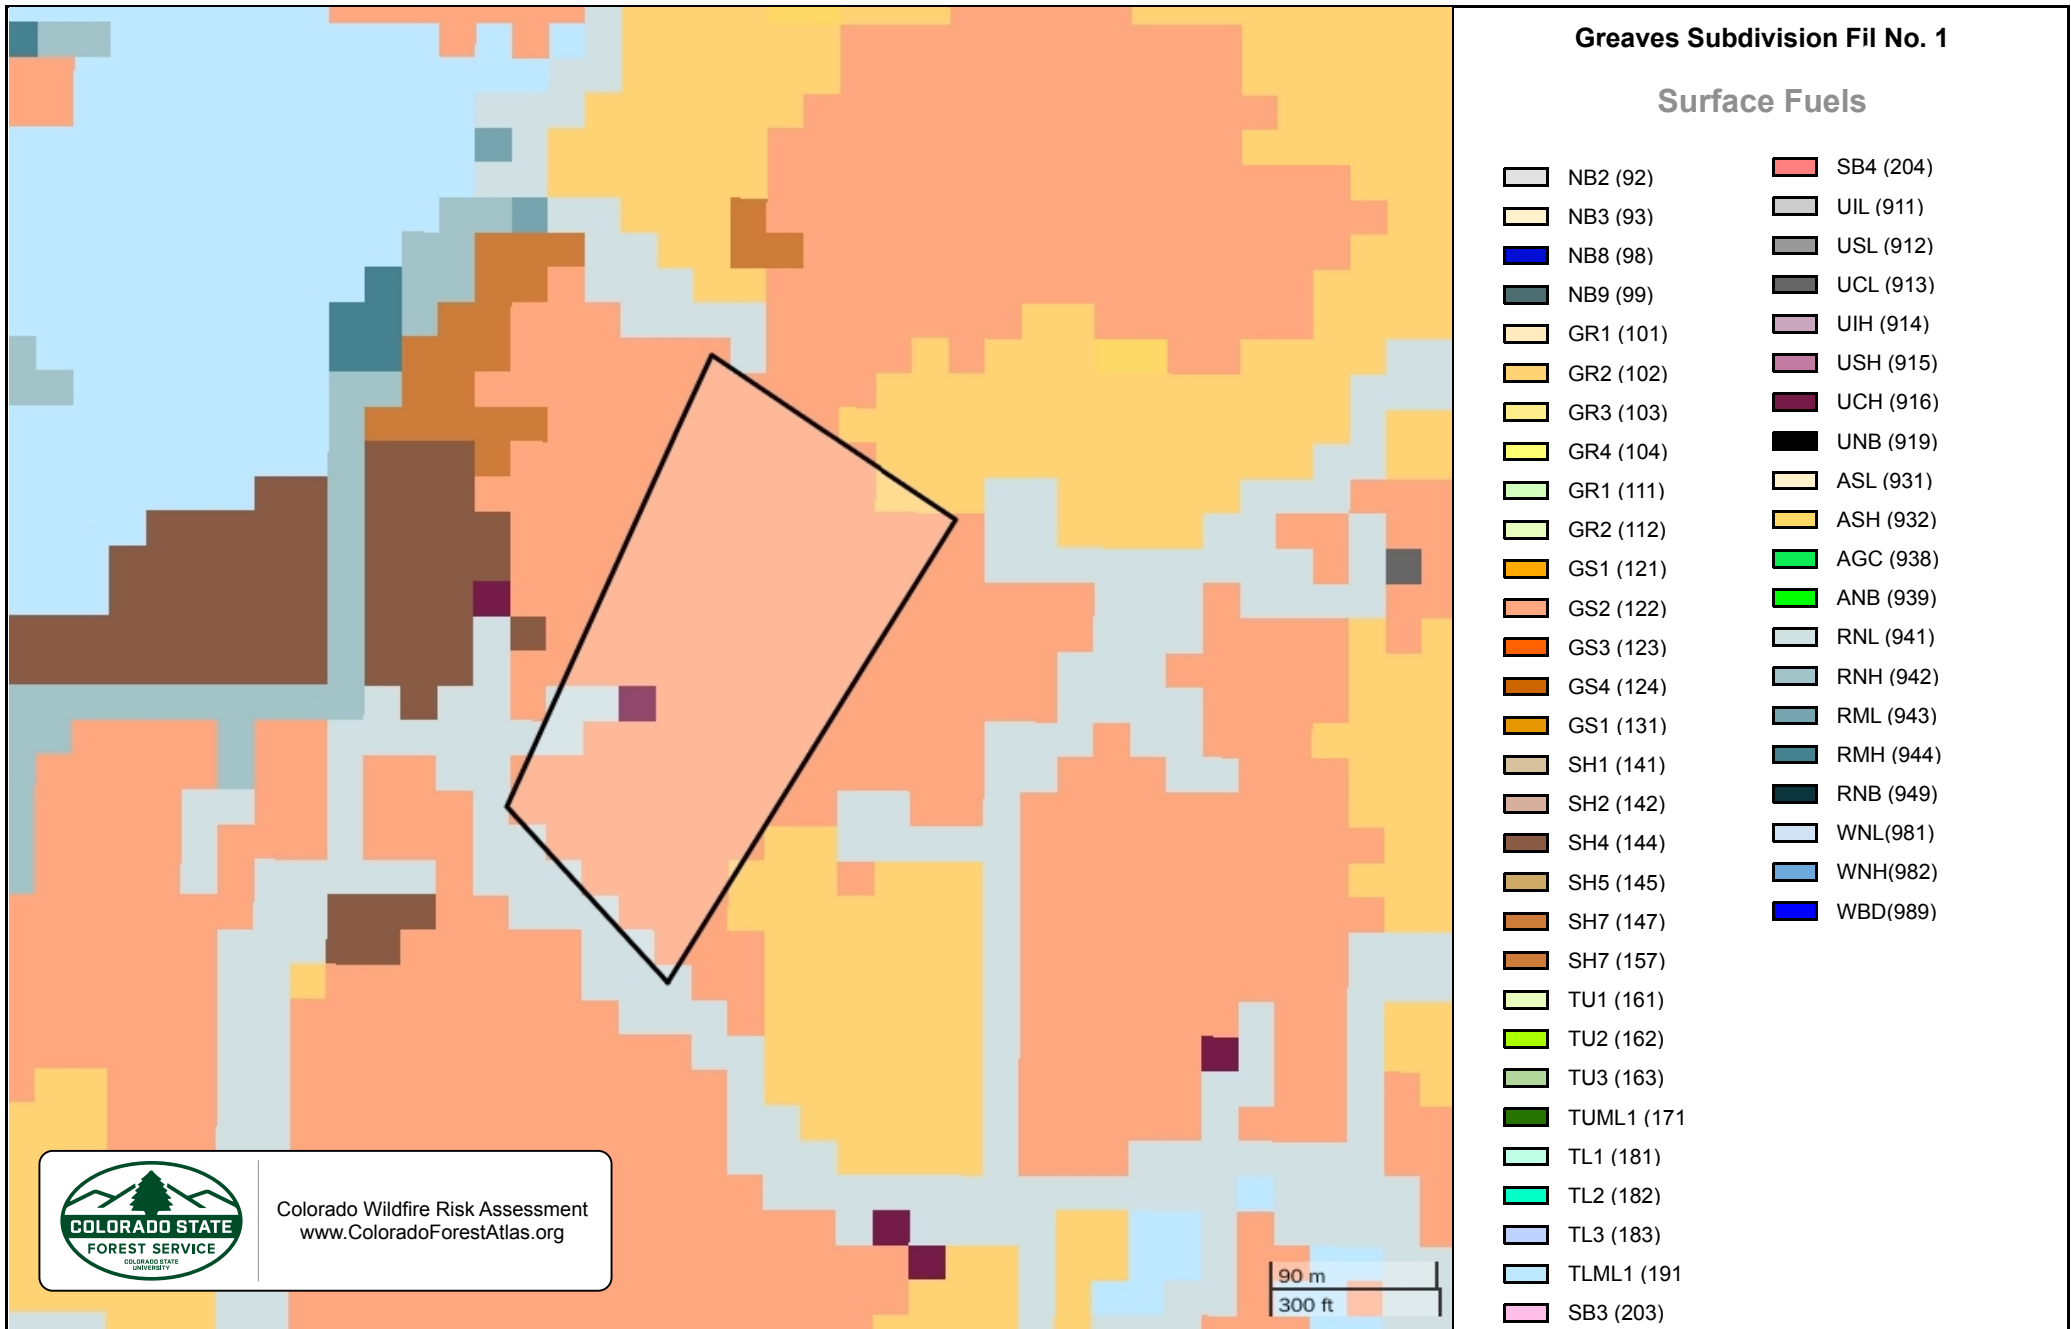 Greaves Subdivision Fil No. 1
Surface Fuels
NB2 (92)
NB3 (93)
NB8 (98)
NB9 (99)
GR1 (101)
GR2 (102)
GR3 (103)
GR4 (104)
GR1 (111)
GR2 (112)
GS1 (121)
GS2 (122)
GS3 (123)
GS4 (124)
GS1 (131)
SH1 (141)
SH2 (142)
SH4 (144)
SH5 (145)
SH7 (147)
SH7 (157)
TU1 (161)
TU2 (162)
TU3 (163)
TUML1 (171
TL1 (181)
TL2 (182)
TL3 (183)
TLML1 (191
SB3 (203)
SB4 (204)
UIL (911)
USL (912)
UCL (913)
UIH (914)
USH (915)
UCH (916)
UNB (919)
ASL (931)
ASH (932)
AGC (938)
ANB (939)
RNL (941)
RNH (942)
RML (943)
RMH (944)
RNB (949)
WNL(981)
WNH(982)
WBD(989)
COLORADO STATE
FOREST SERVICE
COLORADO STATE
UNIVERSITY
Colorado Wildfire Risk Assessment
www.ColoradoForestAtlas.org
90 m
300 ft